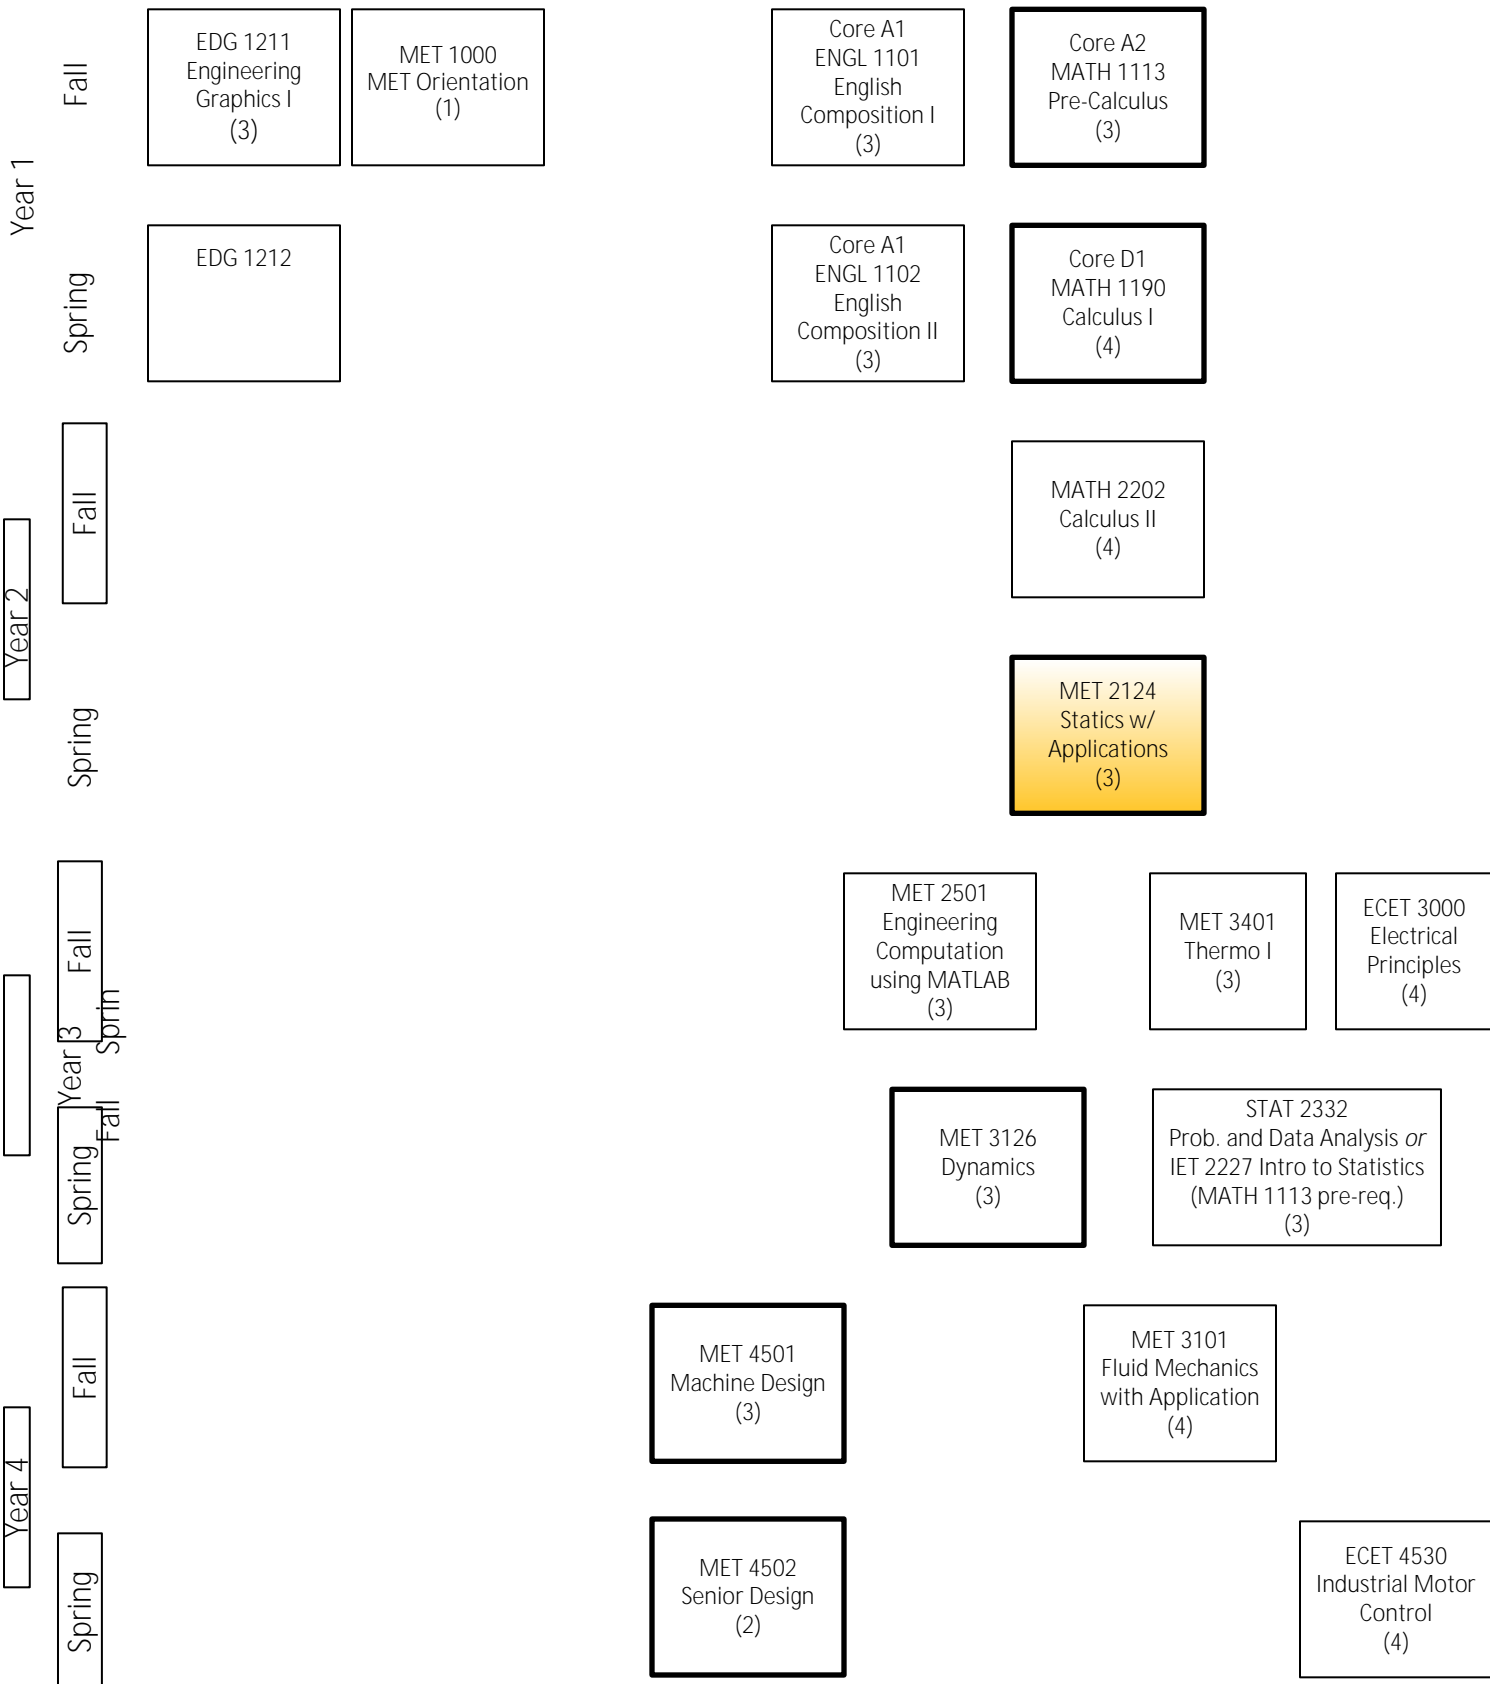 Year 1
Fall
EDG 1211
Engineering
Graphics I
(3)
MET 1000
MET Orientation
(1)
Core A1
ENGL 1101
English
Composition I
(3)
Core A2
MATH 1113
Pre-Calculus
(3)
Spring
EDG 1212
Core A1
ENGL 1102
English
Composition II
(3)
Core D1
MATH 1190
Calculus I
(4)
Year 2
Fall
MATH 2202
Calculus II
(4)
Spring
MET 2124
Statics w/
Applications
(3)
Year 3
Fall
Sprin
Fall
MET 2501
Engineering
Computation
using MATLAB
(3)
MET 3401
Thermo I
(3)
ECET 3000
Electrical
Principles
(4)
Spring
MET 3126
Dynamics
(3)
STAT 2332
Prob. and Data Analysis or
IET 2227 Intro to Statistics
(MATH 1113 pre-req.)
(3)
Year 4
Fall
MET 4501
Machine Design
(3)
MET 3101
Fluid Mechanics
with Application
(4)
Spring
MET 4502
Senior Design
(2)
ECET 4530
Industrial Motor
Control
(4)